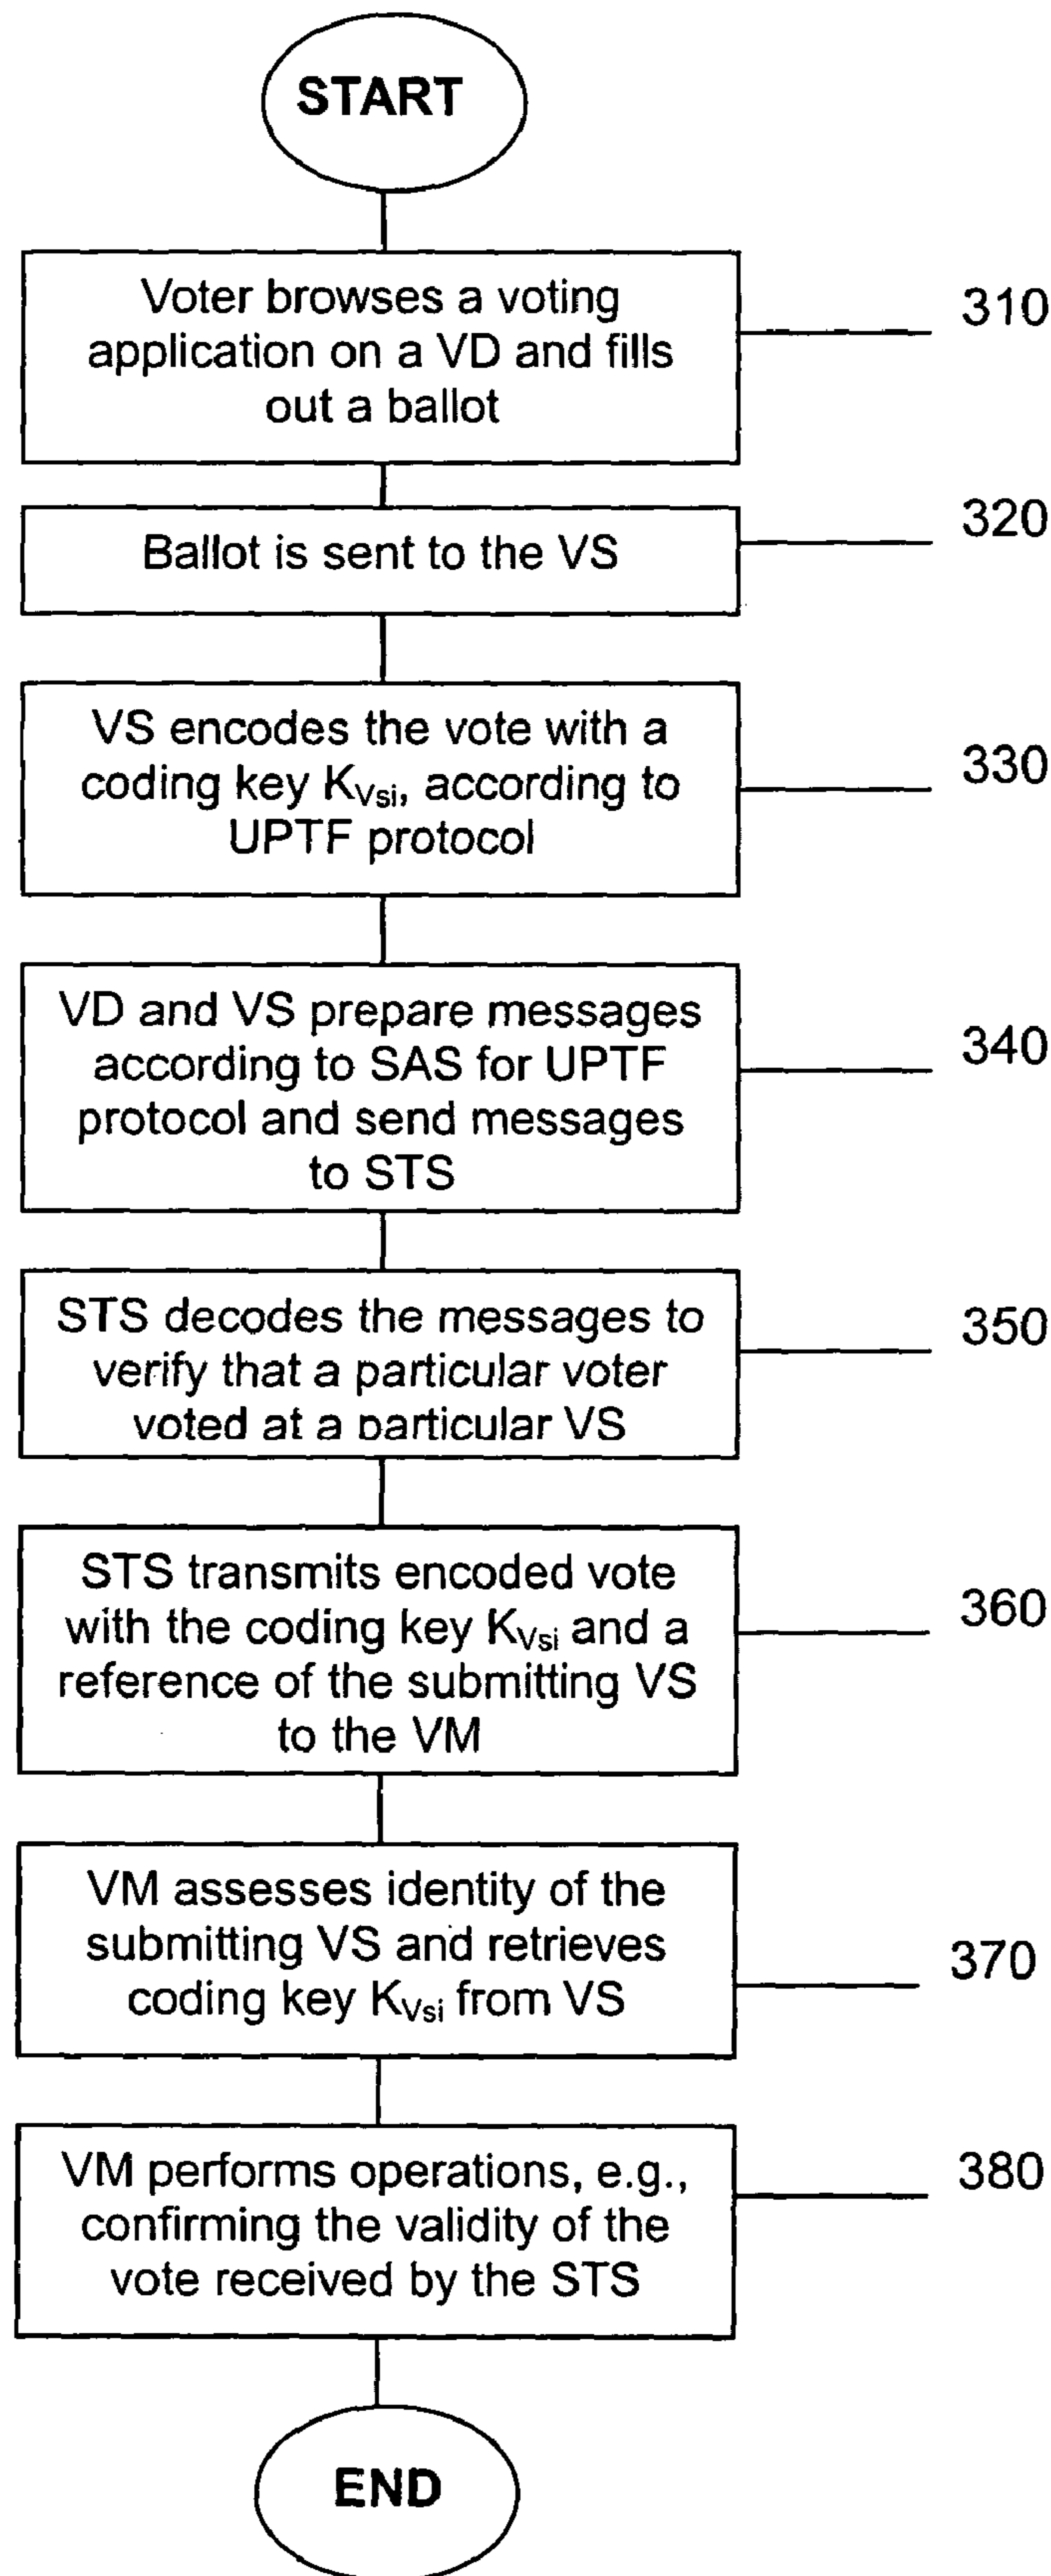 START
Voter browses a voting
application on a VD and fills
out a ballot
310
Ballot is sent to the VS
320
VS encodes the vote with a
coding key KVsi, according to
UPTF protocol
330
VD and VS prepare messages
according to SAS for UPTF
protocol and send messages
to STS
340
STS decodes the messages to
verify that a particular voter
voted at a particular VS
350
STS transmits encoded vote
with the coding key KVsi and a
reference of the submitting VS
to the VM
360
VM assesses identity of the
submitting VS and retrieves
coding key KVsi from VS
370
VM performs operations, e.g.,
confirming the validity of the
vote received by the STS
380
END